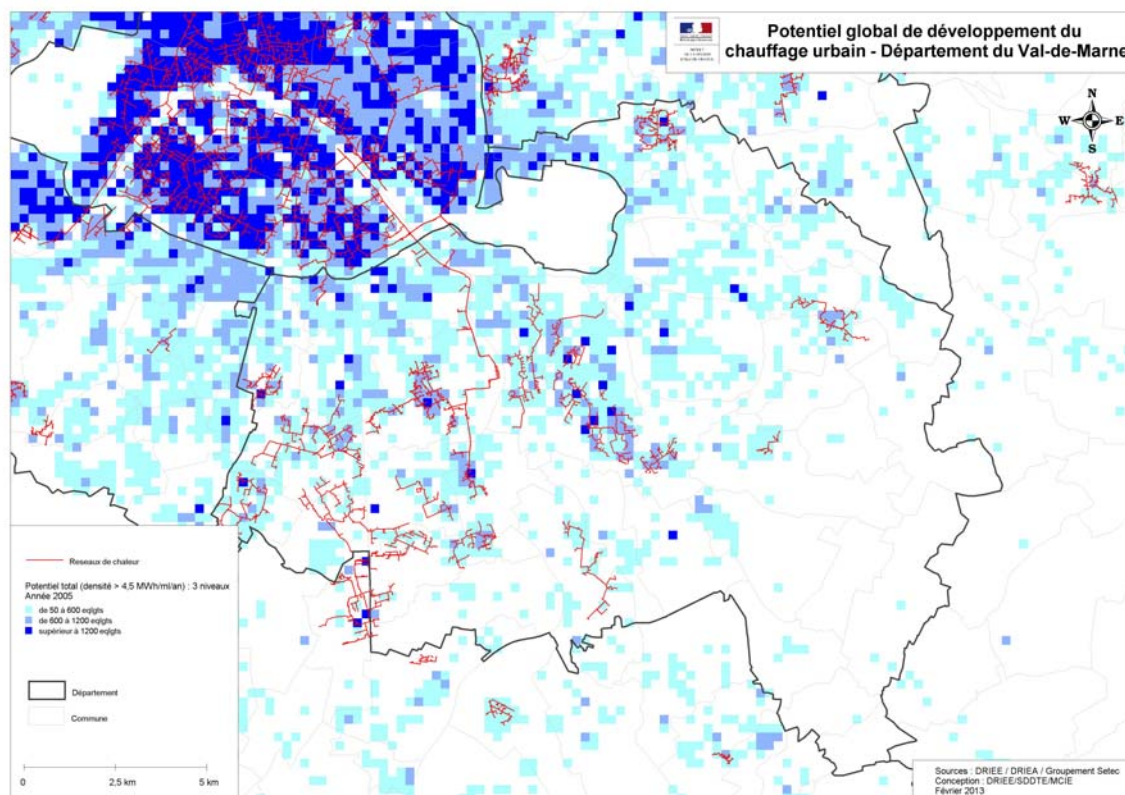 Potentiel global de développement du
chauffage urbain - Département du Val-de-Marne
N
W E
S
Reseaux de chaleur
Potentiel total (densité > 4,5 MWh/ml/an) : 3 niveaux
Année 2005
de 50 à 600 eqlgts
de 600 à 1200 eqlgts
supérieur à 1200 eqlgts
Département
Commune
0 2,5 km 5 km
Sources : DRIEE / DRIEA / Groupement Setec
Conception : DRIEE/SDDTE/MCIE
Février 2013